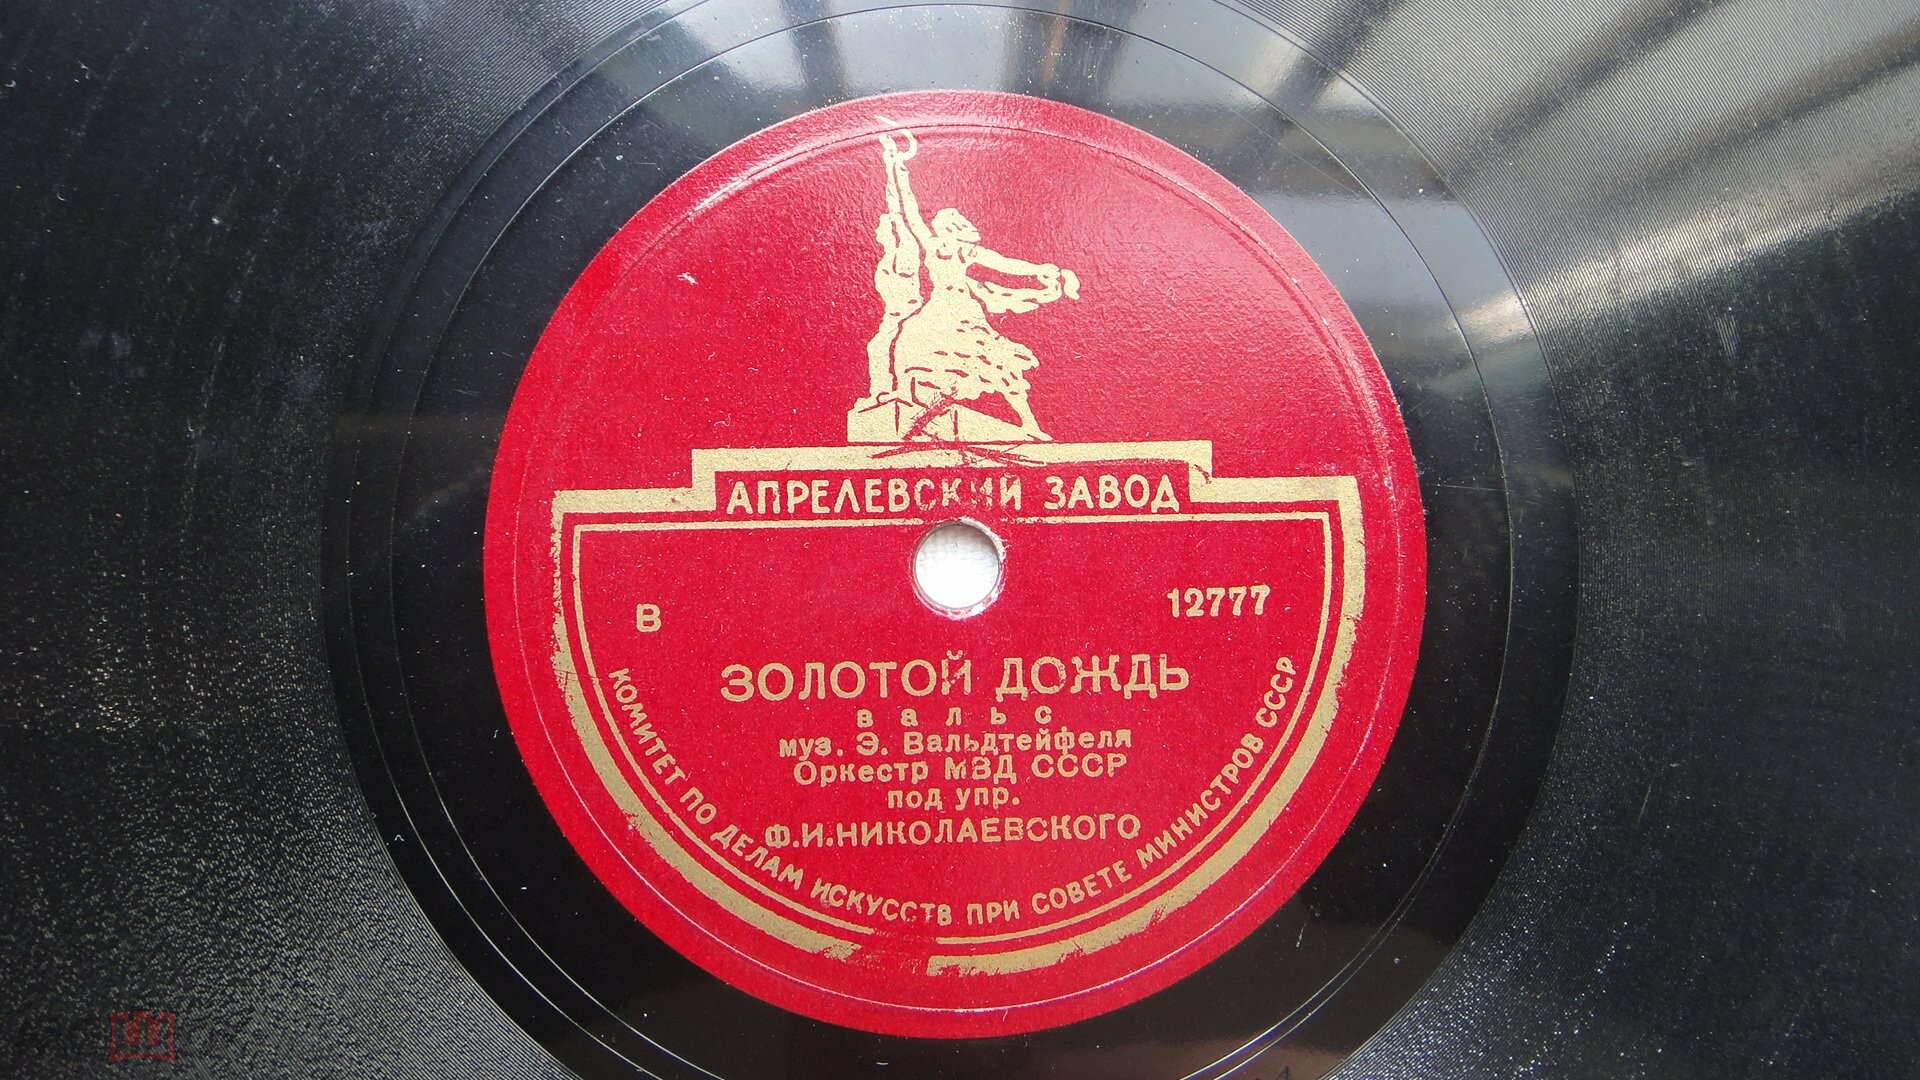 АПРЕЛЕВСКИЙ ЗАВОД
В 12777
ЗОЛОТОЙ ДОЖДЬ
вальс
муз. Э. Вальдтейфеля
Оркестр МВД СССР
под упр.
Ф.И.НИКОЛАЕВСКОГО
КОМИТЕТ ПО ДЕЛАМ ИСКУССТВ ПРИ СОВЕТЕ МИНИСТРОВ СССР